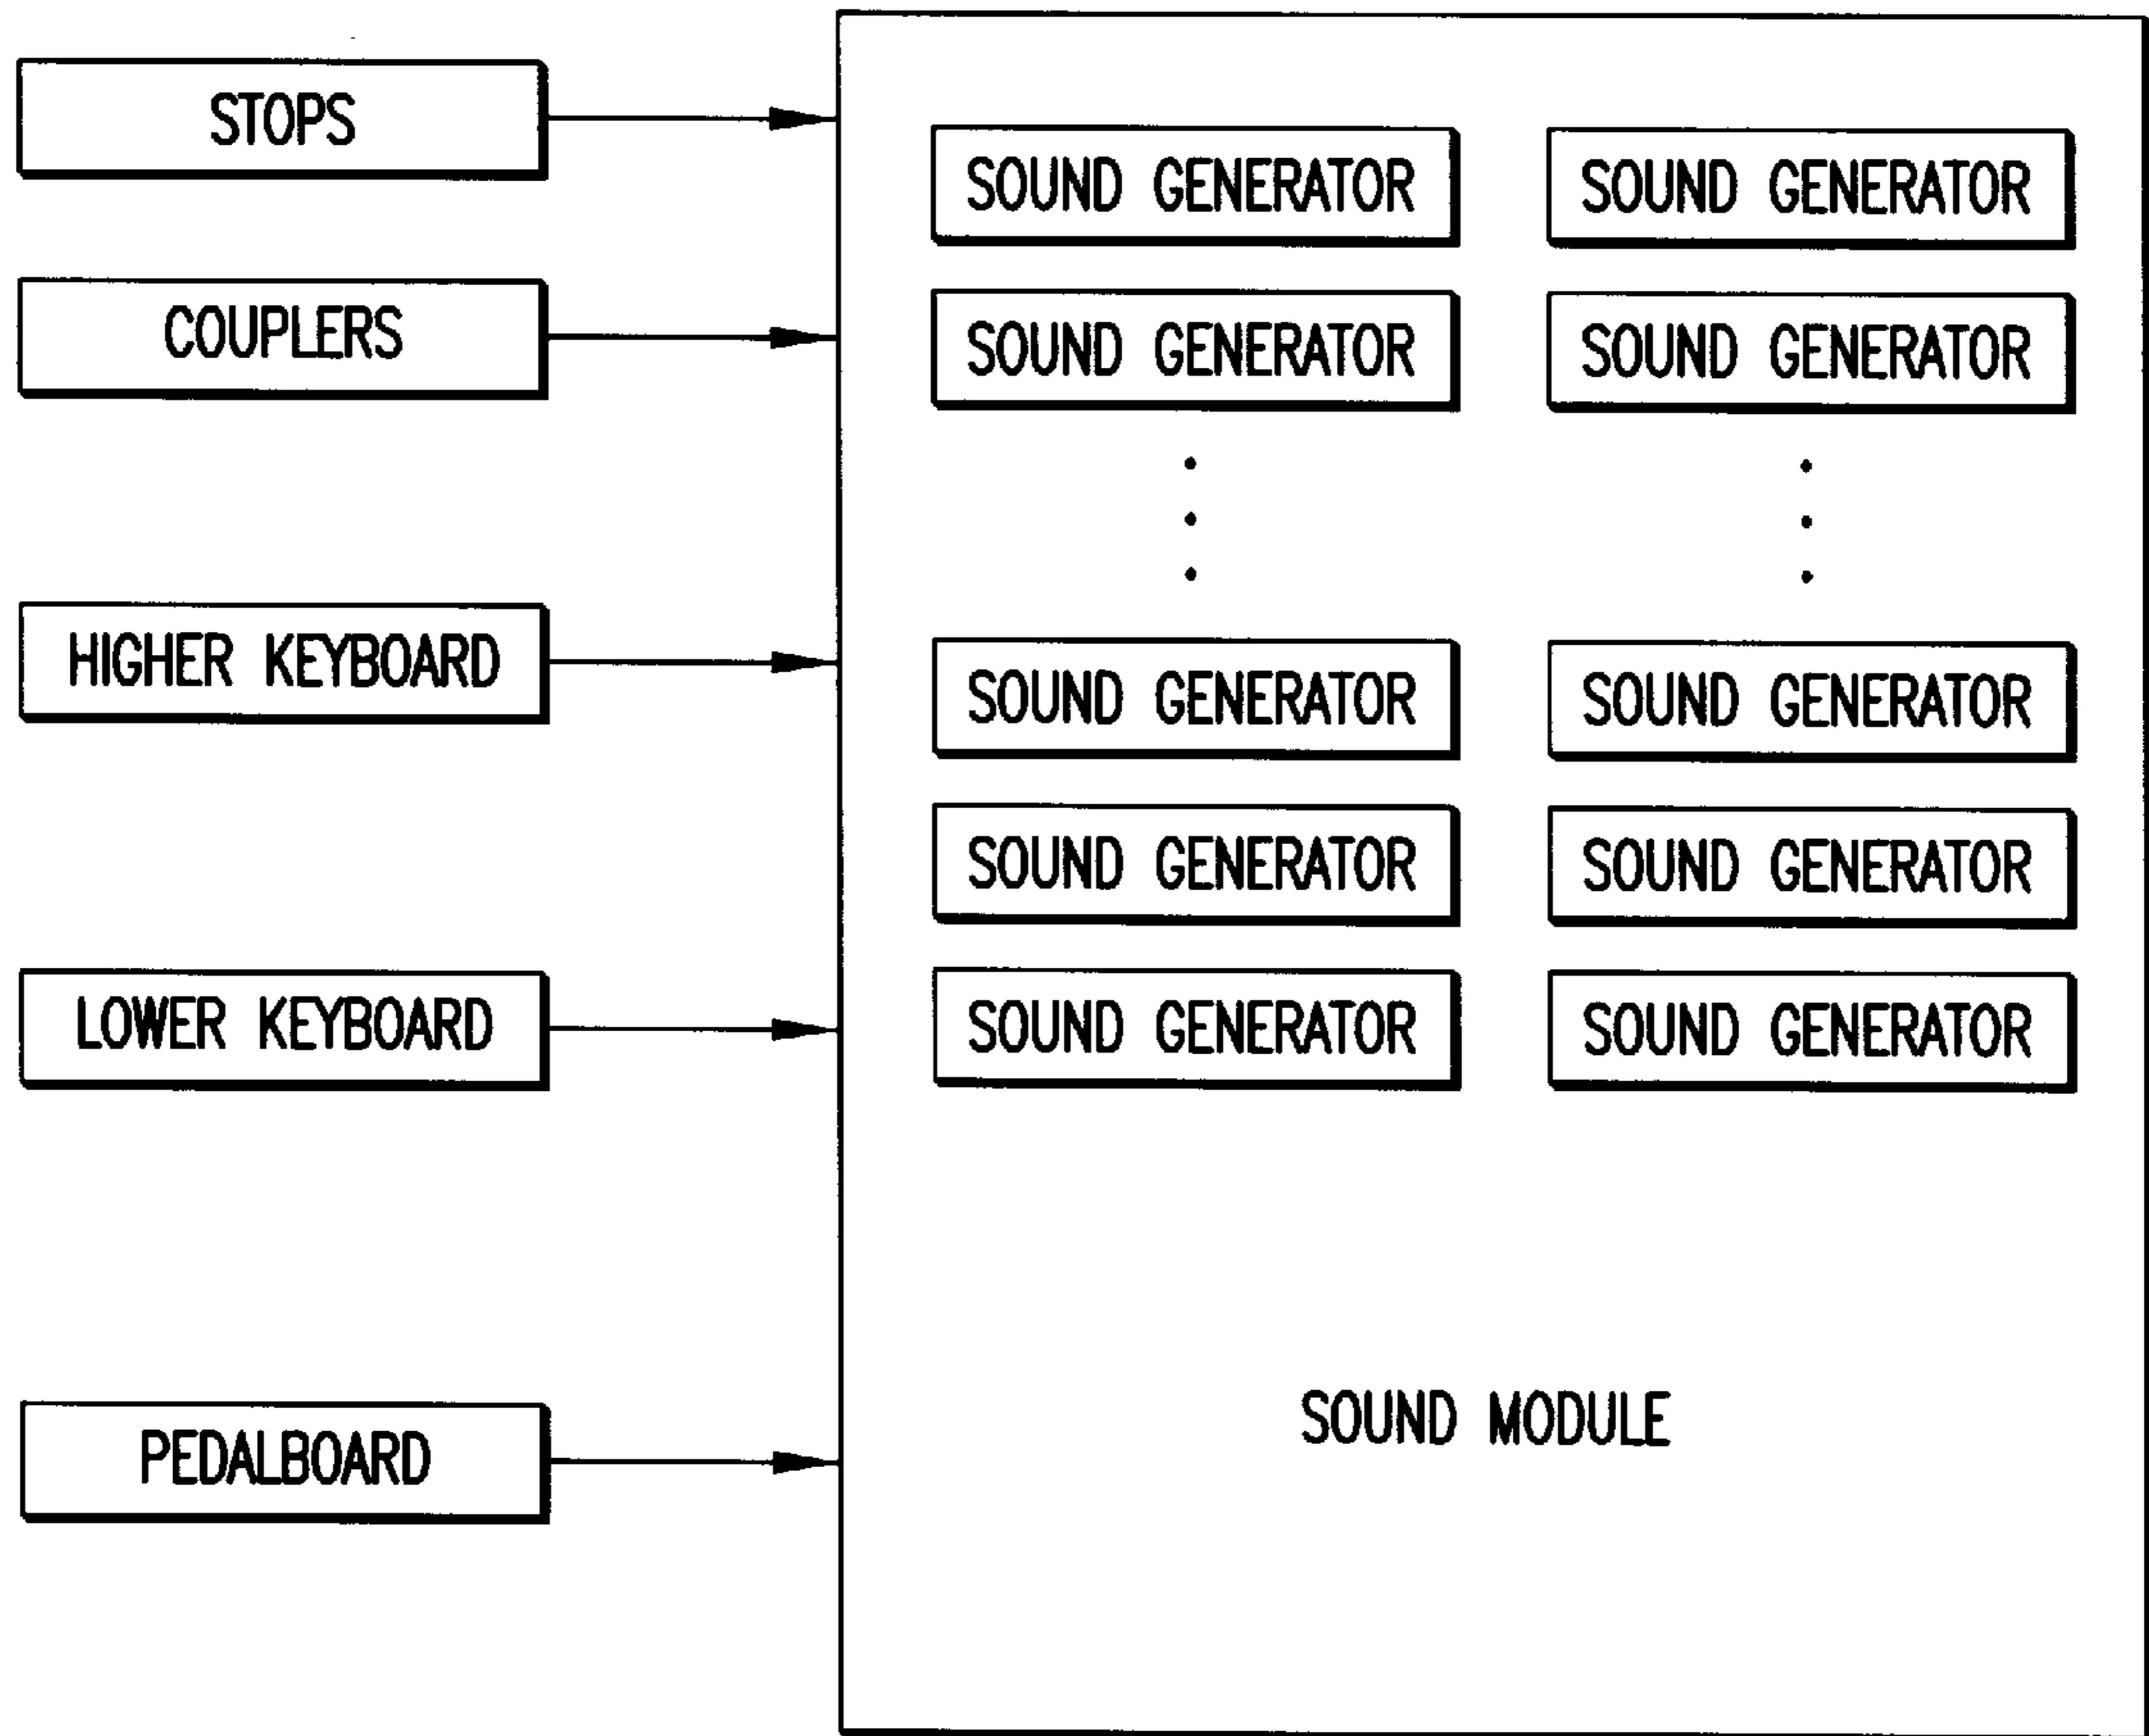 STOPS
COUPLERS
HIGHER KEYBOARD
LOWER KEYBOARD
PEDALBOARD
SOUND GENERATOR
SOUND GENERATOR
SOUND GENERATOR
SOUND GENERATOR
SOUND GENERATOR
SOUND GENERATOR
SOUND GENERATOR
SOUND GENERATOR
SOUND GENERATOR
SOUND GENERATOR
SOUND MODULE